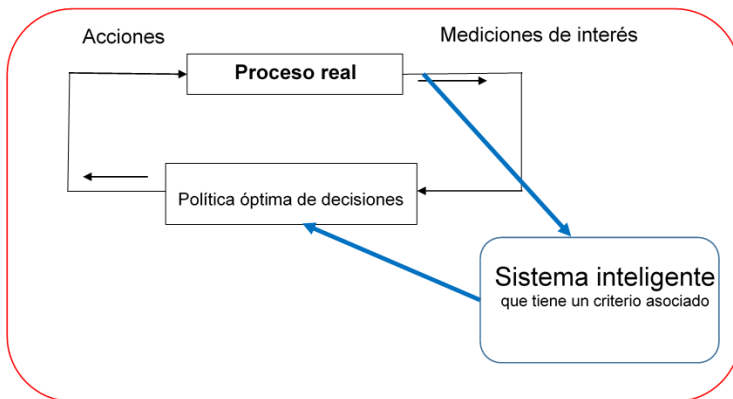 Acciones
Mediciones de interés
Proceso real
Política óptima de decisiones
Sistema inteligente
que tiene un criterio asociado